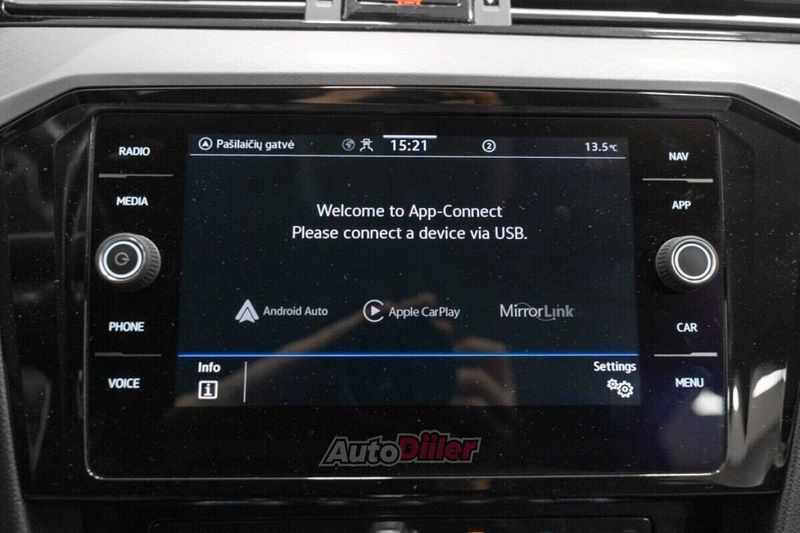 RADIO
MEDIA
PHONE
VOICE
Pašilaičių gatvė 15:21 2 13.5°C
Welcome to App-Connect
Please connect a device via USB.
Android Auto Apple CarPlay MirrorLink
Info Settings
i
NAV
APP
CAR
MENU
AutoDiiler